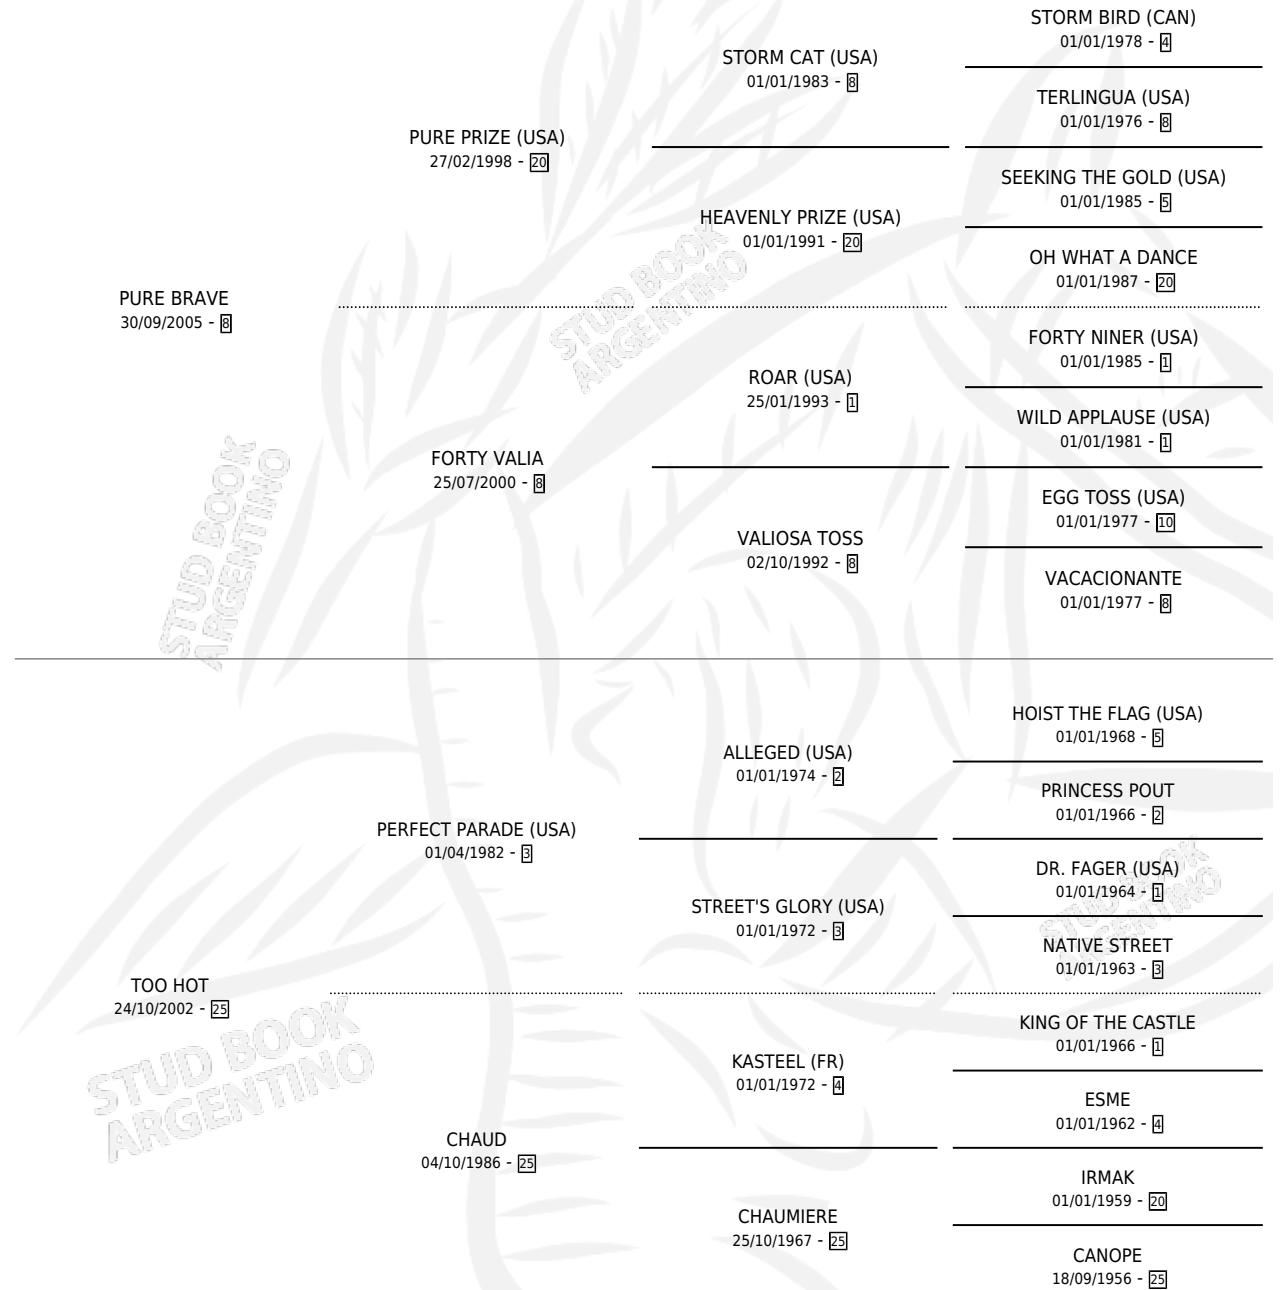 STORM BIRD (CAN)
01/01/1978 - 4
STORM CAT (USA)
01/01/1983 - 8
TERLINGUA (USA)
01/01/1976 - 8
PURE PRIZE (USA)
27/02/1998 - 20
SEEKING THE GOLD (USA)
01/01/1985 - 5
HEAVENLY PRIZE (USA)
01/01/1991 - 20
OH WHAT A DANCE
01/01/1987 - 20
PURE BRAVE
30/09/2005 - 8
FORTY NINER (USA)
01/01/1985 - 1
ROAR (USA)
25/01/1993 - 1
WILD APPLAUSE (USA)
01/01/1981 - 1
FORTY VALIA
25/07/2000 - 8
EGG TOSS (USA)
01/01/1977 - 10
VALIOSA TOSS
02/10/1992 - 8
VACACIONANTE
01/01/1977 - 8
HOIST THE FLAG (USA)
01/01/1968 - 5
ALLEGED (USA)
01/01/1974 - 2
PRINCESS POUT
01/01/1966 - 2
PERFECT PARADE (USA)
01/04/1982 - 3
DR. FAGER (USA)
01/01/1964 - 1
STREET'S GLORY (USA)
01/01/1972 - 3
NATIVE STREET
01/01/1963 - 3
TOO HOT
24/10/2002 - 25
KING OF THE CASTLE
01/01/1966 - 1
KASTEEL (FR)
01/01/1972 - 4
ESME
01/01/1962 - 4
CHAUD
04/10/1986 - 25
IRMAK
01/01/1959 - 20
CHAUMIERE
25/10/1967 - 25
CANOPE
18/09/1956 - 25
STUD BOOK
ARGENTINO
STUD BOOK
ARGENTINO
STUD BOOK
ARGENTINO
STUD BOOK
ARGENTINO